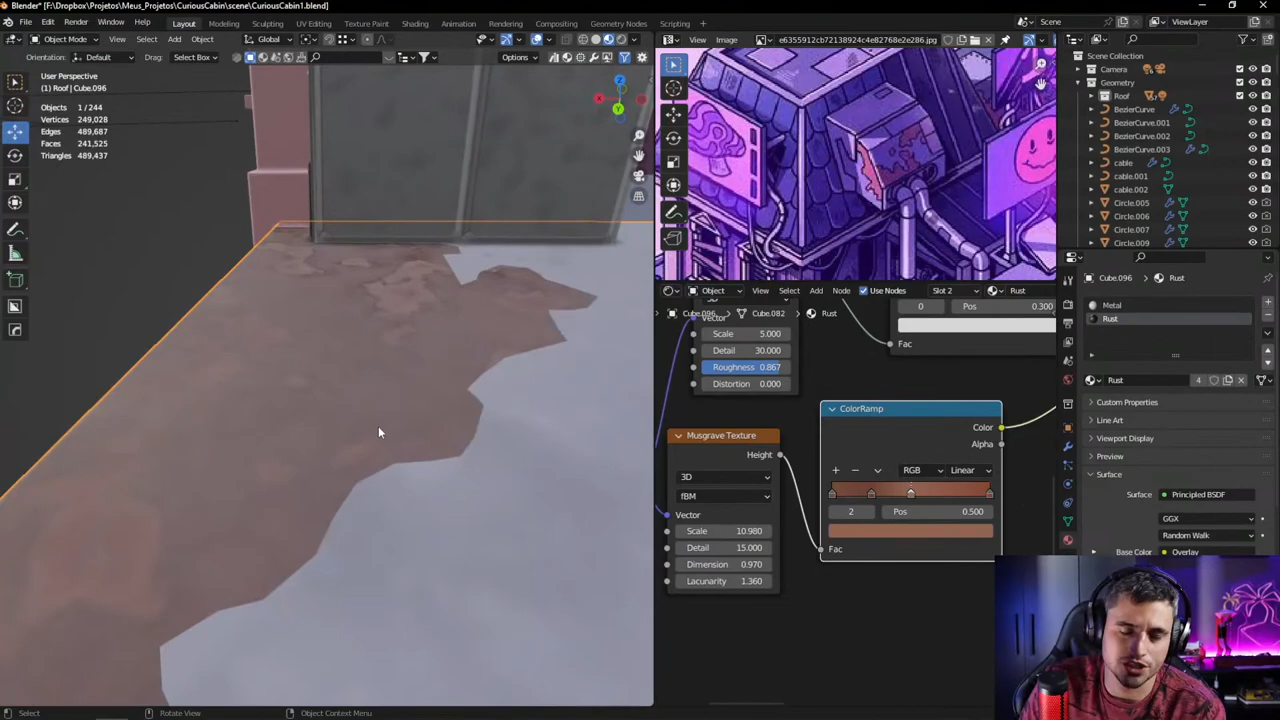 Blender* [F:\Dropbox\Projetos\Meus_Projetos\CuriousCabin\scene\CuriousCabin1.blend]
File Edit Render Window Help Layout Modeling Sculpting UV Editing Texture Paint Shading Animation Rendering Compositing Geometry Nodes Scripting Scene ViewLayer
Object Mode View Select Add Object Global
View Image e6355912cb72138924c4e82768e2e286.jpg
Orientation: Default Drag: Select Box Options
User Perspective
(1) Roof | Cube.096
Objects 1 / 244
Vertices 249,028
Edges 489,687
Faces 241,525
Triangles 489,437
Scene Collection
Camera
Geometry
Roof
BezierCurve
BezierCurve.001
BezierCurve.002
BezierCurve.003
cable
cable.001
cable.002
Circle.005
Circle.006
Circle.007
Circle.009
Object View Select Add Node Use Nodes Slot 2 Rust
Cube.096 Cube.082 Rust
Vector
Scale 5.000
Detail 30.000
Roughness 0.867
Distortion 0.000
0 Pos 0.300
Fac
Musgrave Texture
Height
3D
fBM
Vector
Scale 10.980
Detail 15.000
Dimension 0.970
Lacunarity 1.360
ColorRamp
Color
Alpha
RGB Linear
2 Pos 0.500
Fac
Cube.096 Rust
Metal
Rust
Rust 4
Custom Properties
Line Art
Viewport Display
Preview
Surface
Surface Principled BSDF
GGX
Random Walk
Base Color Overlay
Select Rotate View Object Context Menu